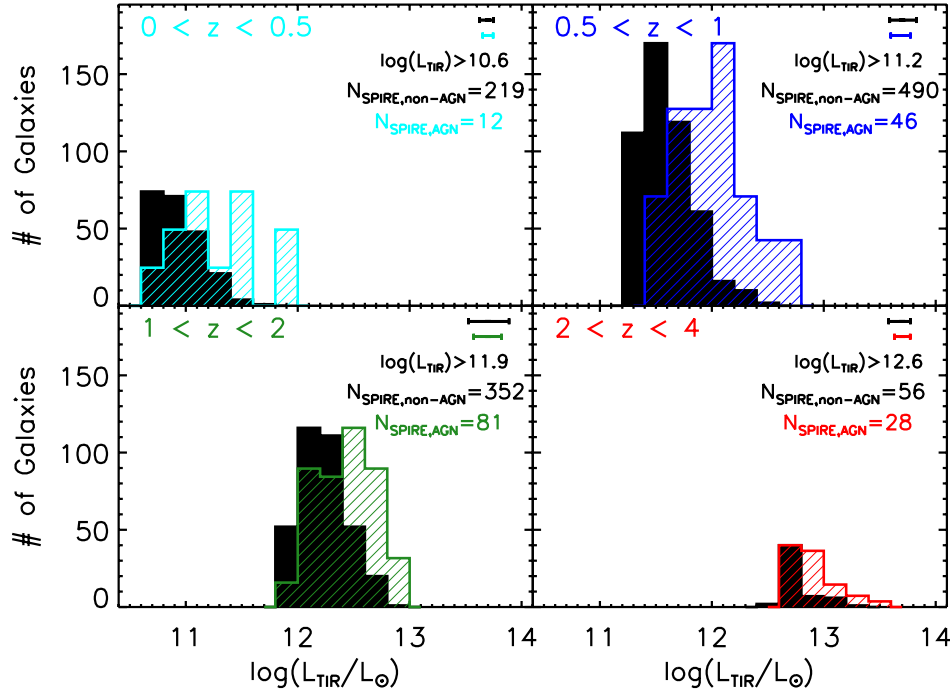 0 < z < 0.5
log(L_TIR)>10.6
N_SPIRE,non-AGN=219
N_SPIRE,AGN=12
0.5 < z < 1
log(L_TIR)>11.2
N_SPIRE,non-AGN=490
N_SPIRE,AGN=46
150
100
50
0
# of Galaxies
1 < z < 2
log(L_TIR)>11.9
N_SPIRE,non-AGN=352
N_SPIRE,AGN=81
2 < z < 4
log(L_TIR)>12.6
N_SPIRE,non-AGN=56
N_SPIRE,AGN=28
150
100
50
0
# of Galaxies
11 12 13 14
11 12 13 14
log(L_TIR/L_⊙)
log(L_TIR/L_⊙)